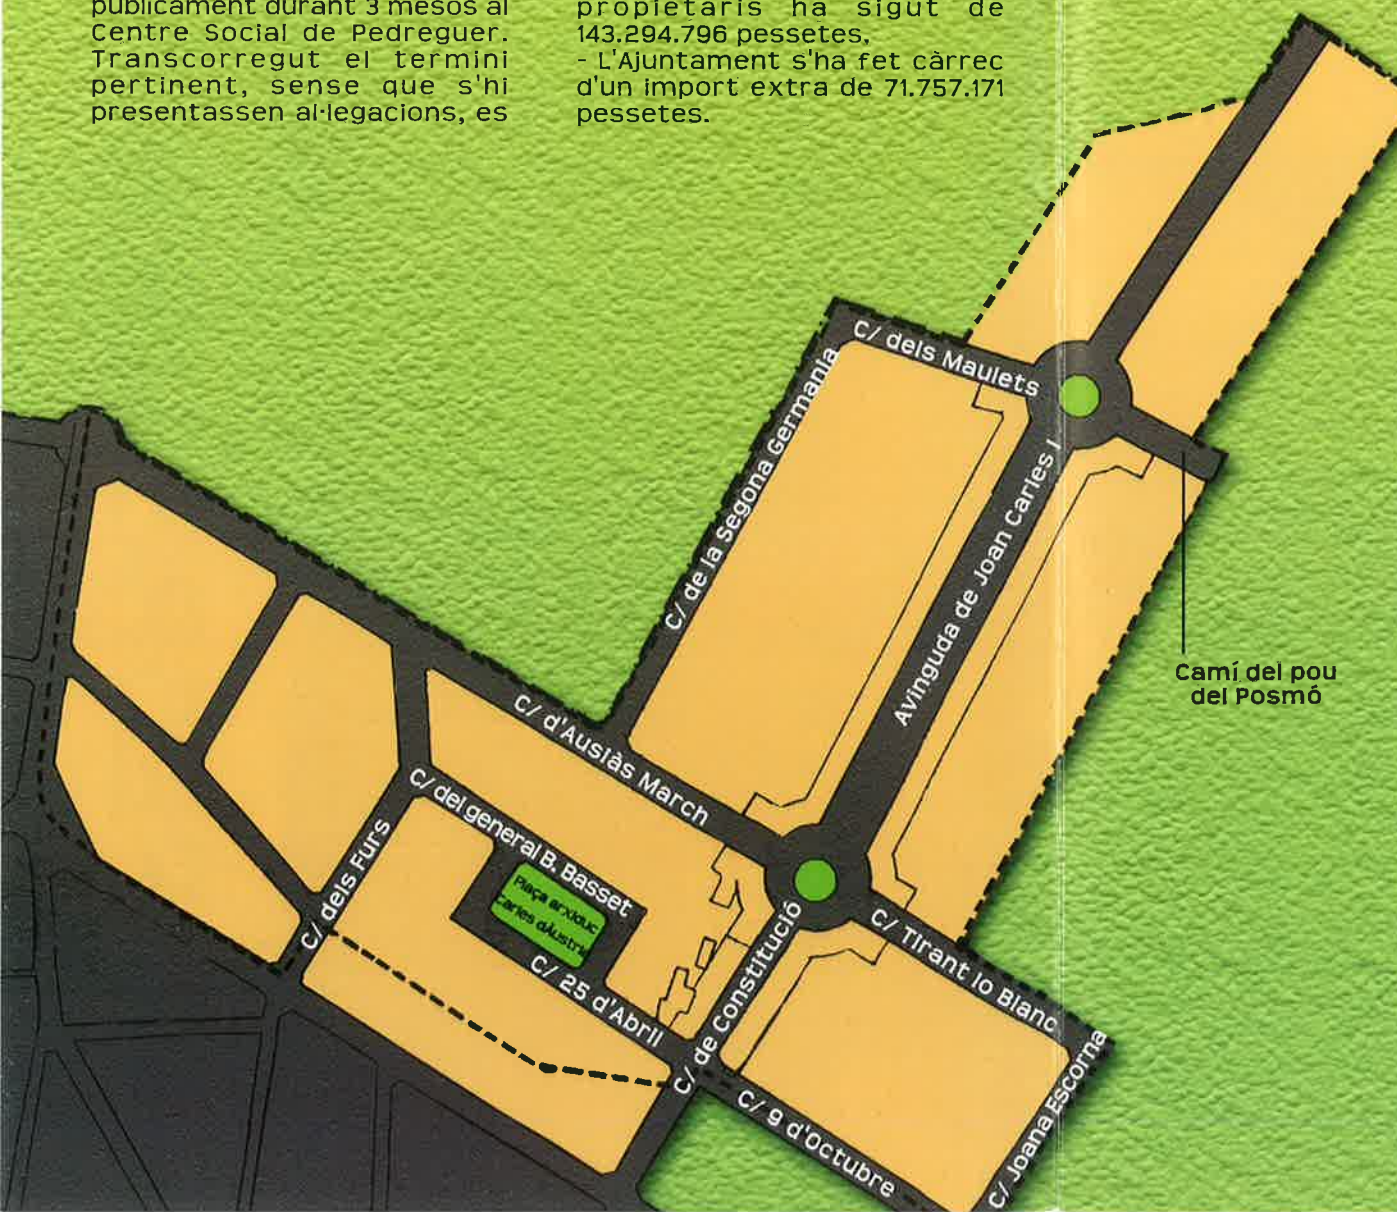 publicament durant 3 mesos al
Centre Social de Pedreguer.
Transcorregut el termini
pertinent, sense que s'hi
presentassen al·legacions, es
propietaris ha sigut de
143.294.796 pessetes.
- L'Ajuntament s'ha fet càrrec
d'un import extra de 71.757.171
pessetes.
C/ dels Maulets
C/ de la Segona Germania
Avinguda de Joan Carles I
Camí del pou
del Posmó
C/ d'Ausiàs March
C/ del general B. Basset
C/ dels Furs
Plaça arxiduc
Carles d'Àustria
C/ 25 d'Abril
C/ de Constitució
C/ Tirant lo Blanc
C/ 9 d'Octubre
C/ Joana Escorna